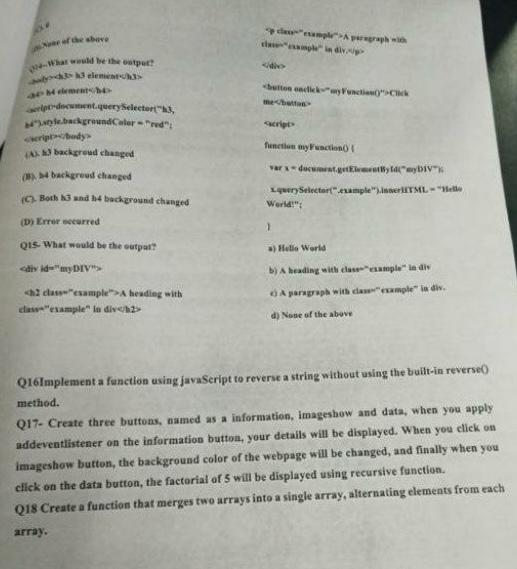 None of the above
Q14-What would be the output?
<body><h3> h3 element</h3>
<h4> h4 element</h4>
<script>document.querySelector("h3,
h4").style.backgroundColor = "red";
</script></body>
(A). h3 backgroud changed
(B). h4 backgroud changed
(C). Both h3 and h4 background changed
(D) Error occurred
Q15- What would be the output?
<div id="myDIV">
<h2 class="example">A heading with
class="example" in div</h2>
<p class="example">A paragraph with
class="example" in div.</p>
</div>
<button onclick="myFunction()">Click
me</button>
<script>
function myFunction() {
var x = document.getElementById("myDIV");
x.querySelector(".example").innerHTML = "Hello
World!";
}
a) Hello World
b) A heading with class="example" in div
c) A paragraph with class="example" in div.
d) None of the above
Q16Implement a function using javaScript to reverse a string without using the built-in reverse()
method.
Q17- Create three buttons, named as a information, imageshow and data, when you apply
addeventlistener on the information button, your details will be displayed. When you click on
imageshow button, the background color of the webpage will be changed, and finally when you
click on the data button, the factorial of 5 will be displayed using recursive function.
Q18 Create a function that merges two arrays into a single array, alternating elements from each
array.